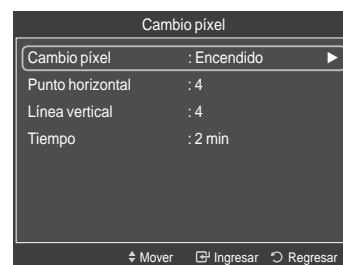 Cambio píxel
Cambio píxel : Encendido
Punto horizontal : 4
Línea vertical : 4
Tiempo : 2 min
Mover Ingresar Regresar